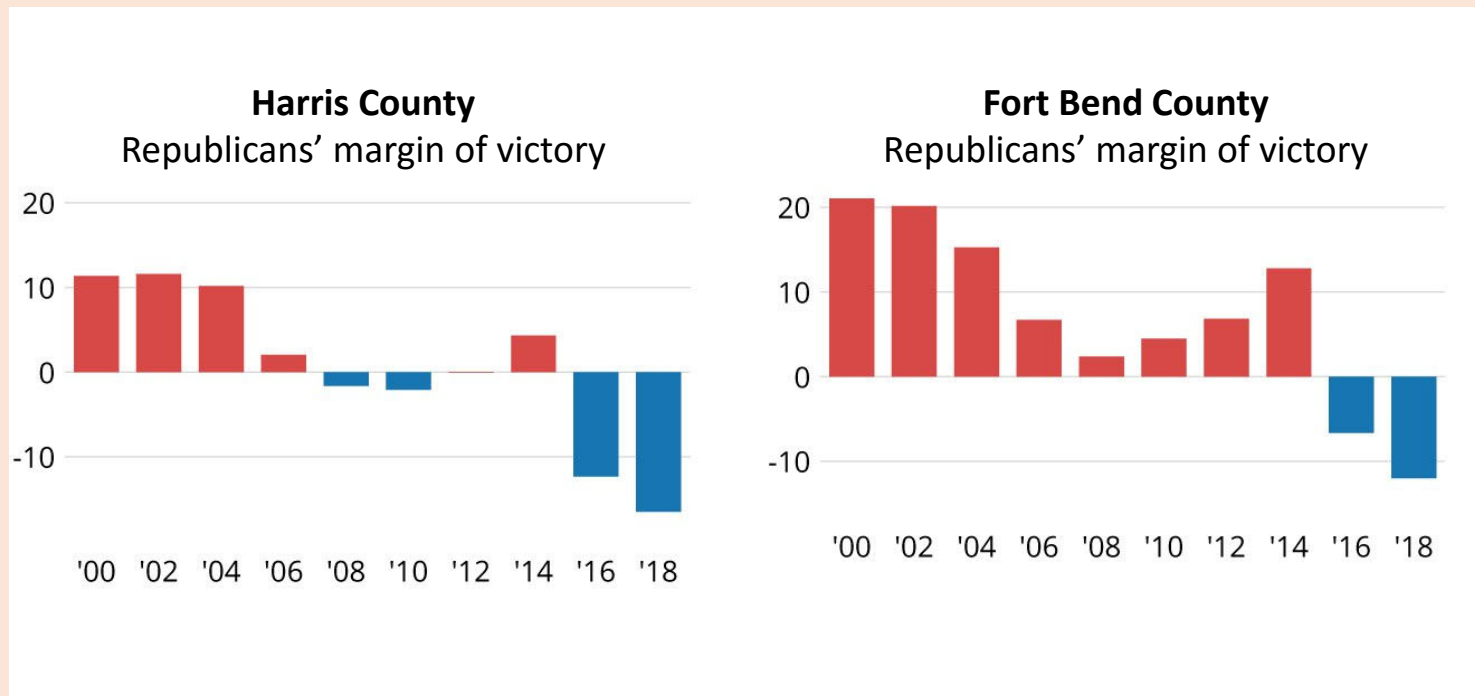 Harris County
Republicans’ margin of victory
20
10
0
-10
'00 '02 '04 '06 '08 '10 '12 '14 '16 '18
Fort Bend County
Republicans’ margin of victory
20
10
0
-10
'00 '02 '04 '06 '08 '10 '12 '14 '16 '18